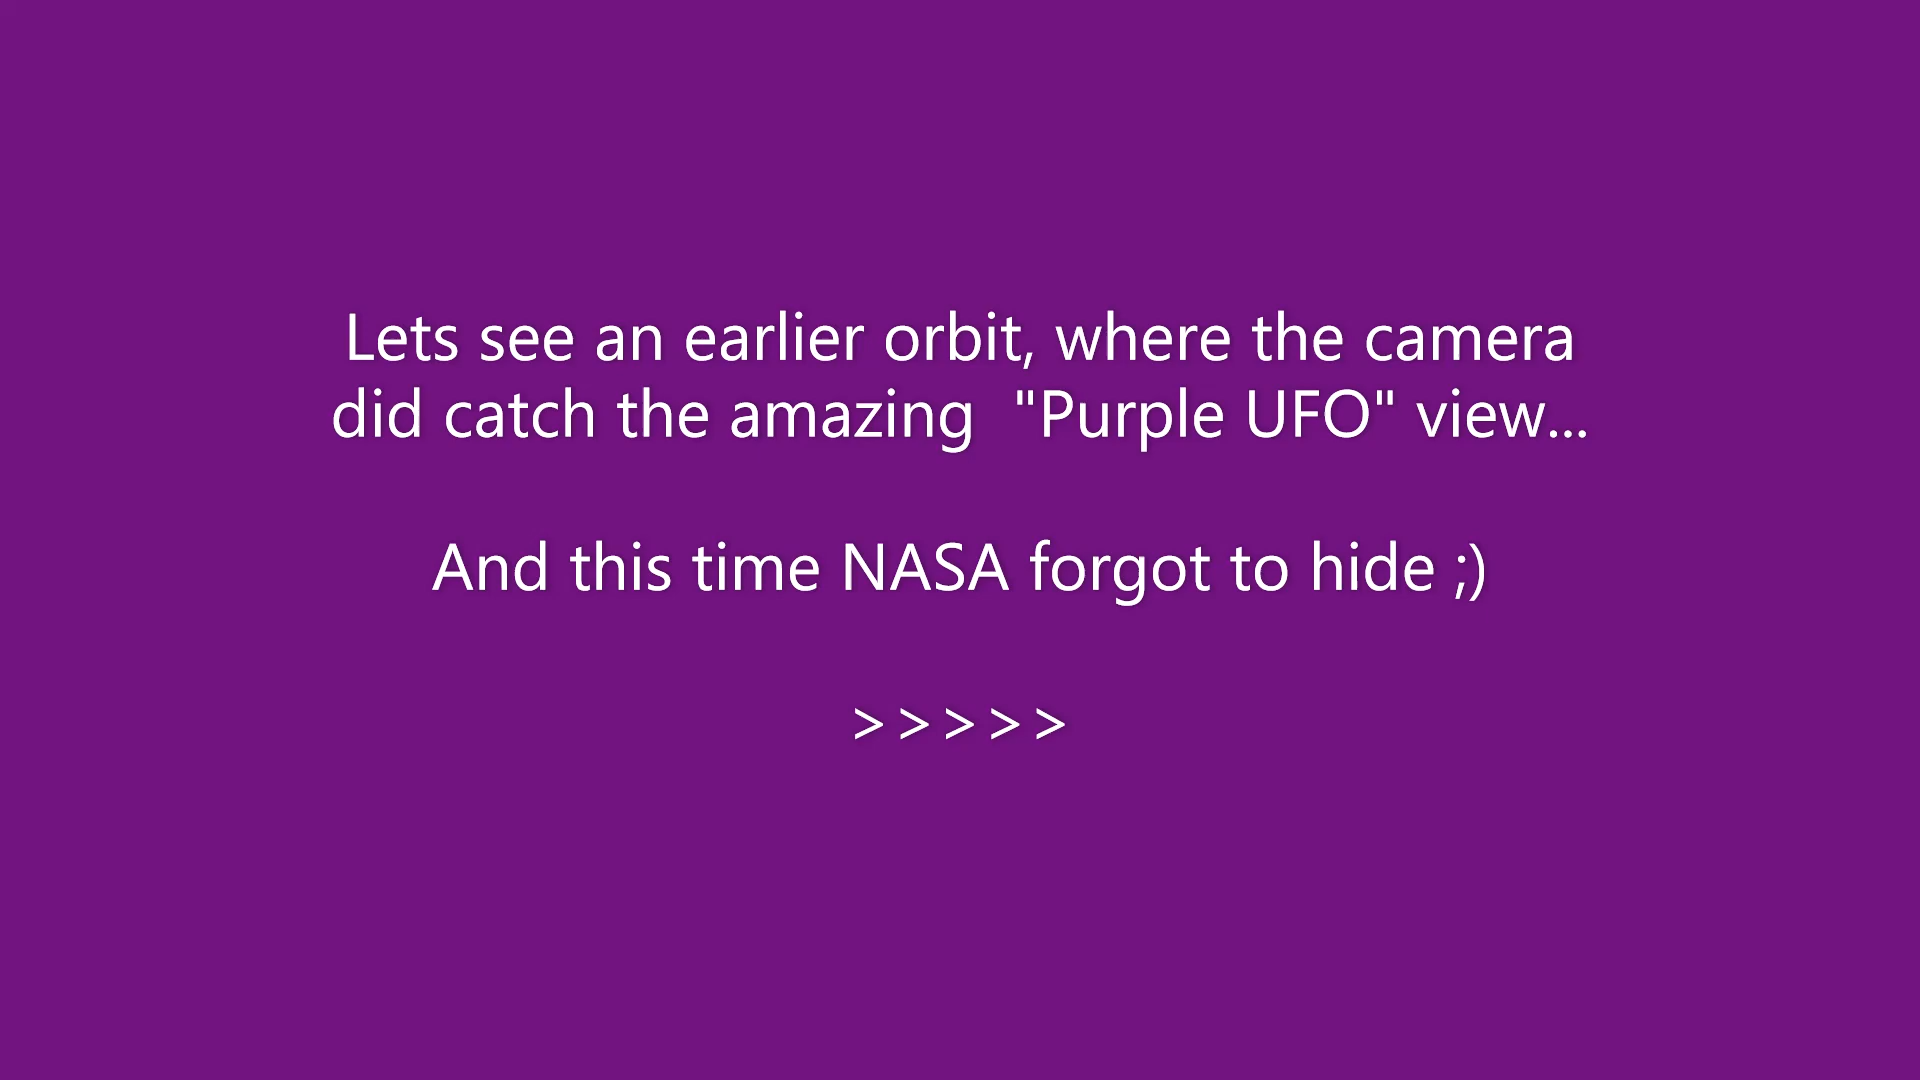 Lets see an earlier orbit, where the camera
did catch the amazing  "Purple UFO" view...
And this time NASA forgot to hide ;)
> > > > >